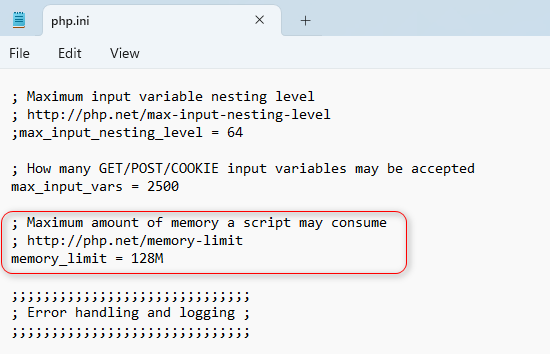 php.ini
File Edit View
; Maximum input variable nesting level
; http://php.net/max-input-nesting-level
;max_input_nesting_level = 64
; How many GET/POST/COOKIE input variables may be accepted
max_input_vars = 2500
; Maximum amount of memory a script may consume
; http://php.net/memory-limit
memory_limit = 128M
;;;;;;;;;;;;;;;;;;;;;;;;;;;;;;
; Error handling and logging ;
;;;;;;;;;;;;;;;;;;;;;;;;;;;;;;